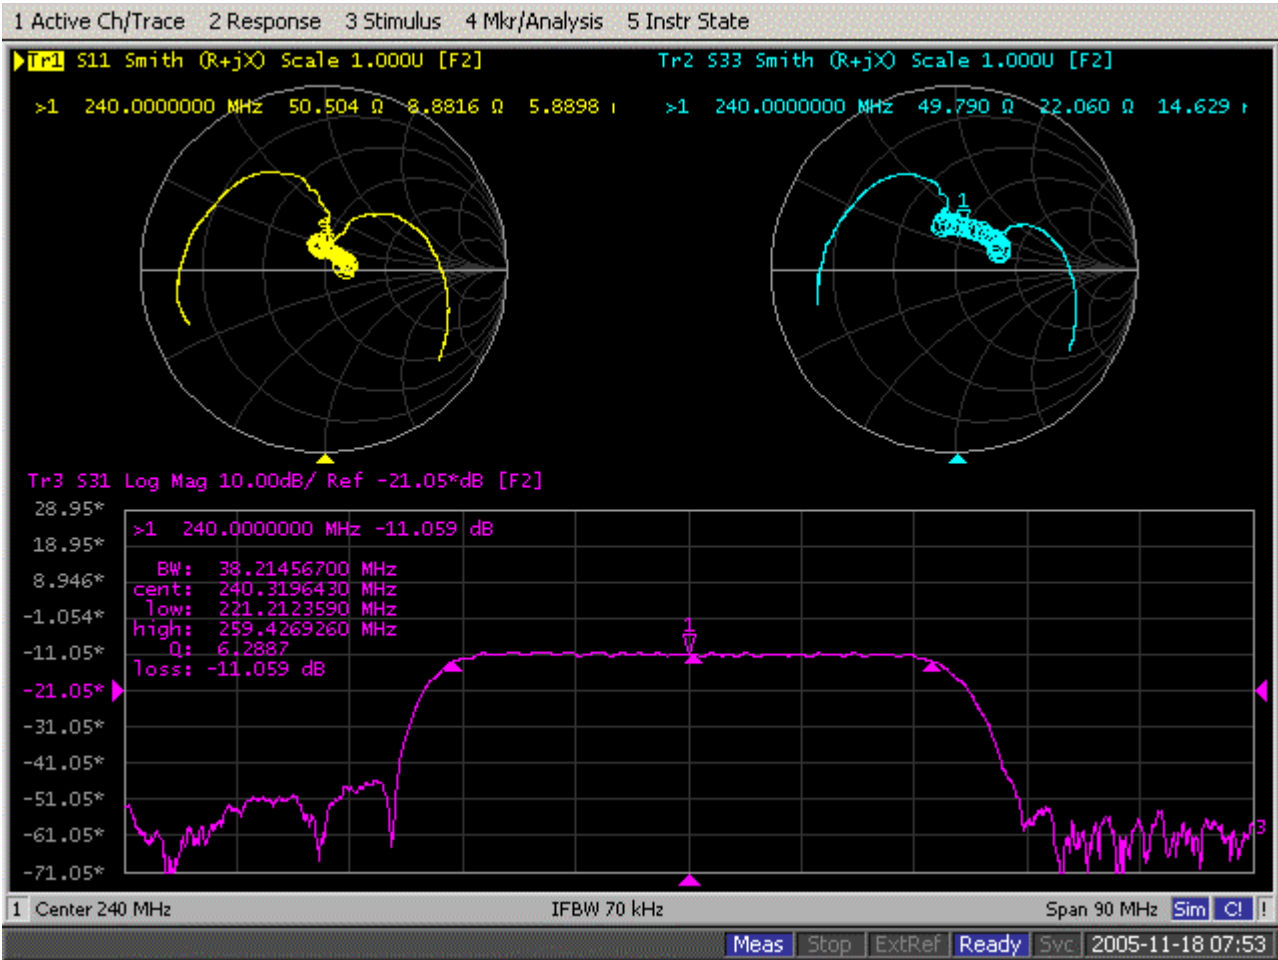 1 Active Ch/Trace 2 Response 3 Stimulus 4 Mkr/Analysis 5 Instr State
Tr1 S11 Smith (R+jX) Scale 1.000U [F2]
>1 240.0000000 MHz 50.504 Ω 8.8816 Ω 5.8898
Tr2 S33 Smith (R+jX) Scale 1.000U [F2]
>1 240.0000000 MHz 49.790 Ω 22.060 Ω 14.629
1
1
Tr3 S31 Log Mag 10.00dB/ Ref -21.05*dB [F2]
28.95*
18.95*
8.946*
-1.054*
-11.05*
-21.05*
-31.05*
-41.05*
-51.05*
-61.05*
-71.05*
>1 240.0000000 MHz -11.059 dB
BW: 38.21456700 MHz
cent: 240.3196430 MHz
low: 221.2123590 MHz
high: 259.4269260 MHz
Q: 6.2887
loss: -11.059 dB
1
3
1 Center 240 MHz IFBW 70 kHz Span 90 MHz Sim C! !
Meas Stop ExtRef Ready Svc 2005-11-18 07:53